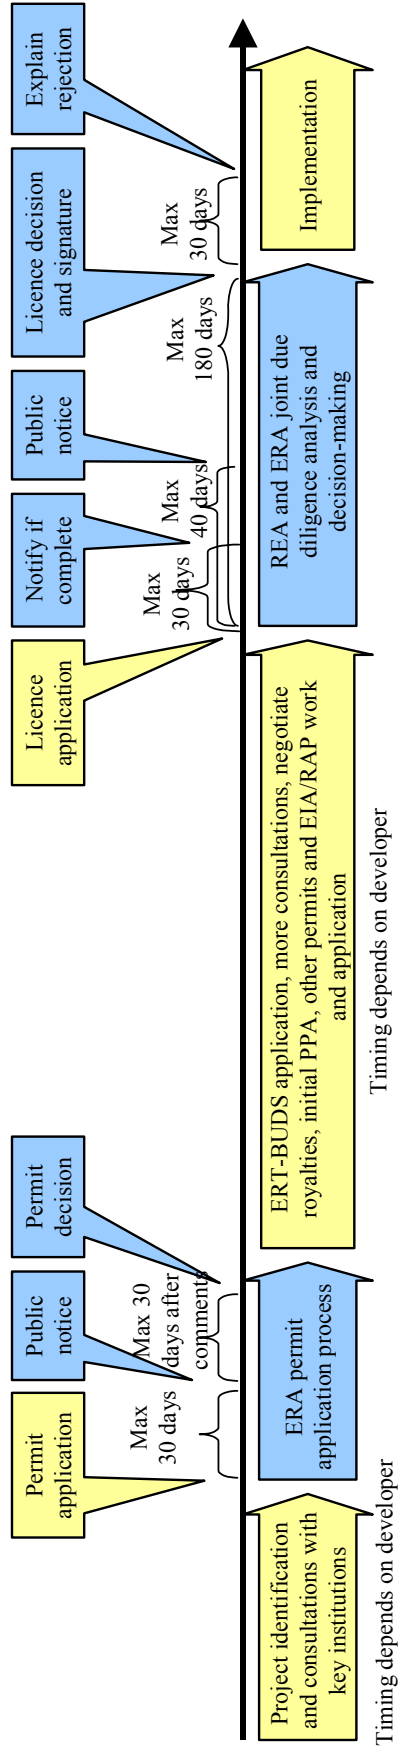 Permit
application
Public
notice
Permit
decision
Licence
application
Notify if
complete
Public
notice
Licence decision
and signature
Explain
rejection
Max
30 days
Max 30
days after
comments
Max
30 days
Max
40 days
Max
180 days
Max
30 days
Project identification
and consultations with
key institutions
ERA permit
application process
ERT-BUDS application, more consultations, negotiate
royalties, initial PPA, other permits and EIA/RAP work
and application
REA and ERA joint due
diligence analysis and
decision-making
Implementation
Timing depends on developer
Timing depends on developer